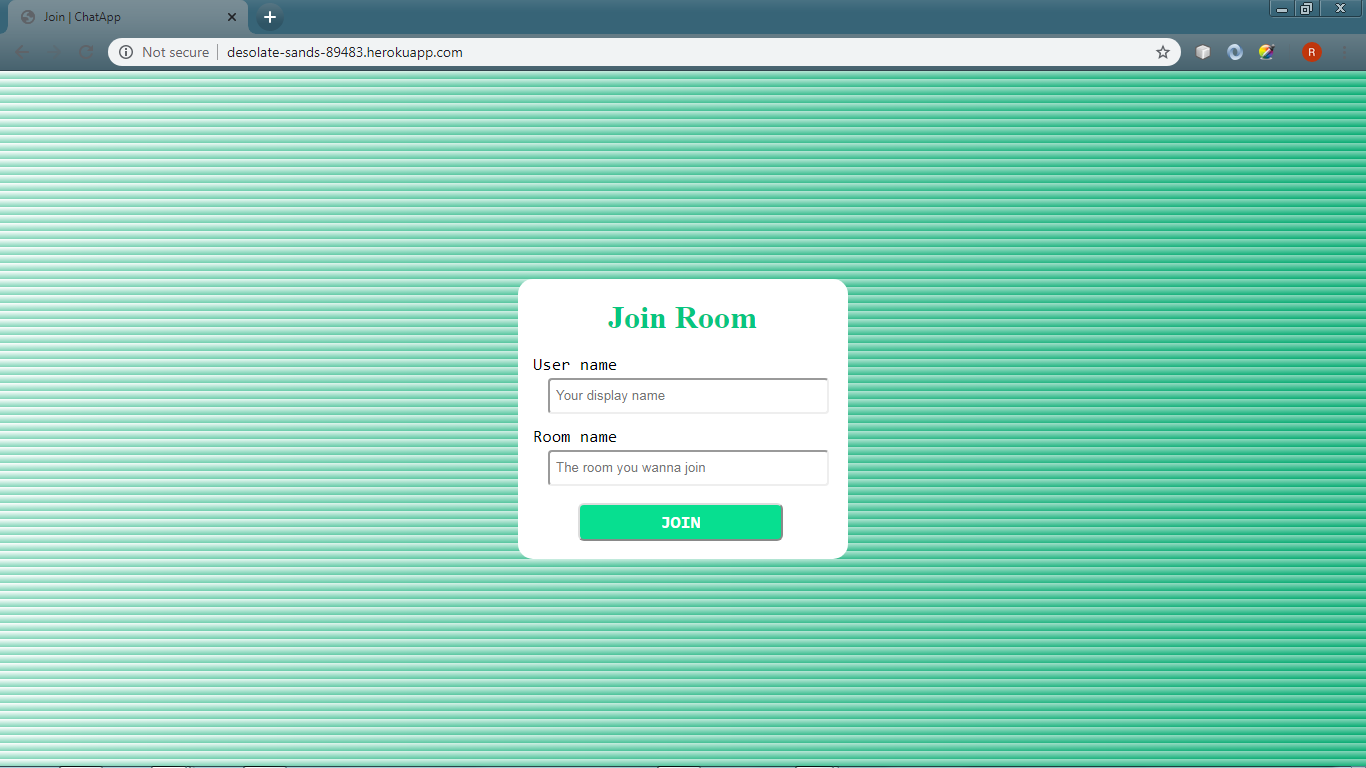 Join | ChatApp
Not secure | desolate-sands-89483.herokuapp.com
R
Join Room
User name
Your display name
Room name
The room you wanna join
JOIN